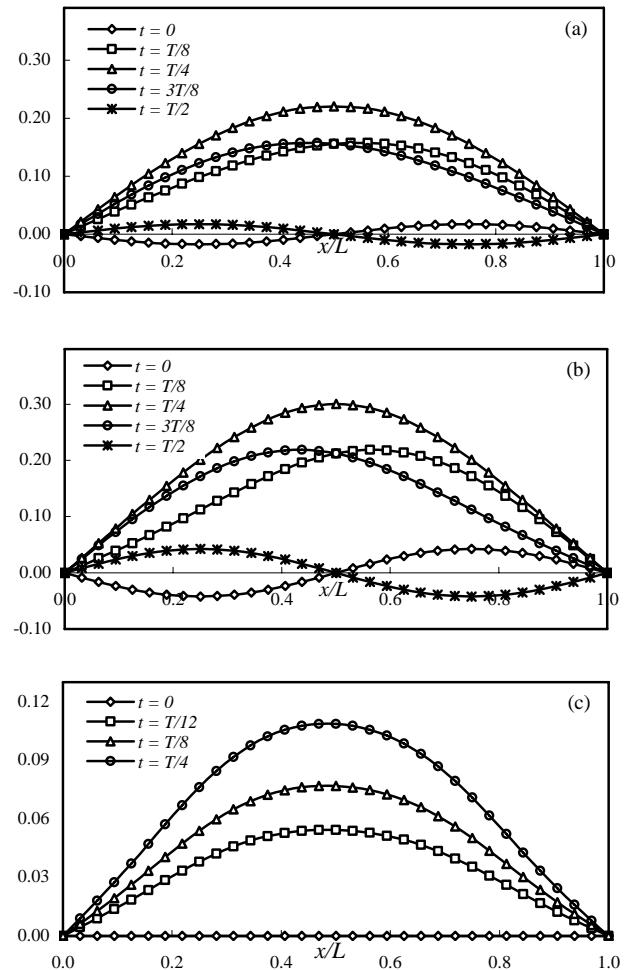 (a)
t = 0
t = T/8
t = T/4
t = 3T/8
t = T/2
0.30
0.20
0.10
0.00
-0.10
0.0 0.2 0.4 0.6 0.8 1.0
x/L
(b)
t = 0
t = T/8
t = T/4
t = 3T/8
t = T/2
0.30
0.20
0.10
0.00
-0.10
0.0 0.2 0.4 0.6 0.8 1.0
x/L
(c)
t = 0
t = T/12
t = T/8
t = T/4
0.12
0.09
0.06
0.03
0.00
x/L
0.0 0.2 0.4 0.6 0.8 1.0